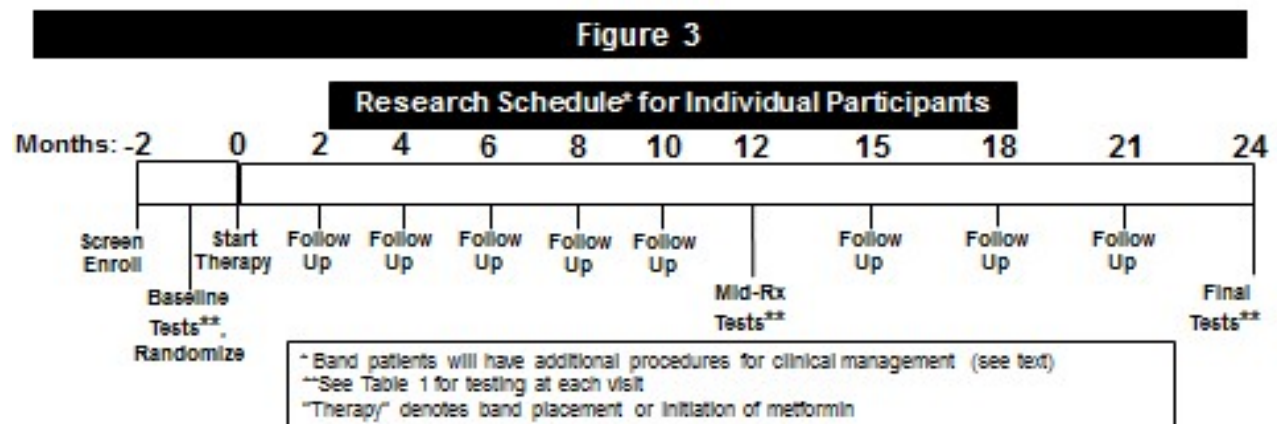 Figure 3
Research Schedule* for Individual Participants
Months: -2 0 2 4 6 8 10 12 15 18 21 24
Screen Enroll
Baseline Tests**, Randomize
Start Therapy
Follow Up
Follow Up
Follow Up
Follow Up
Follow Up
Mid-Rx Tests**
Follow Up
Follow Up
Follow Up
Final Tests**
* Band patients will have additional procedures for clinical management (see text)
**See Table 1 for testing at each visit
"Therapy" denotes band placement or initiation of metformin